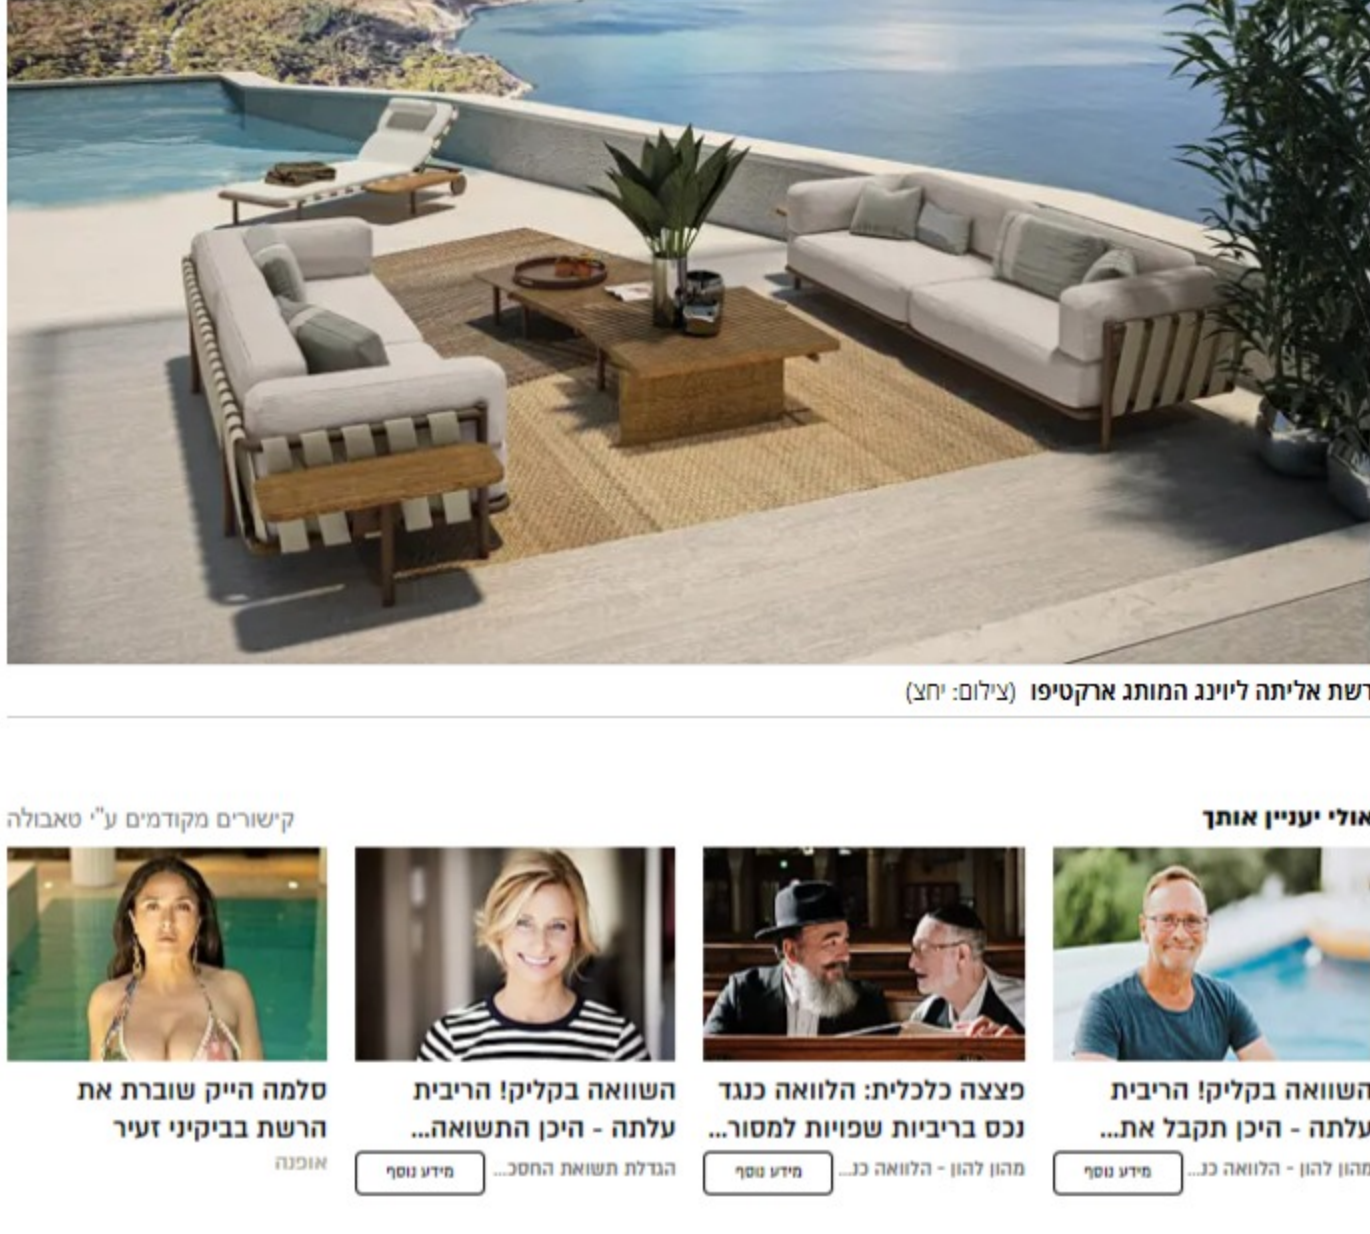 רשת אליתה ליוינג המותג ארקטיפו (צילום: יחצ)
אולי יעניין אותך
קישורים מקודמים ע"י טאבולה
השוואה בקליק! הריבית
עלתה - היכן תקבל את...
מהון להון - הלוואה כנ...
מידע נוסף
פצצה כלכלית: הלוואה כנגד
נכס בריביות שפויות למסור...
מהון להון - הלוואה כנ...
מידע נוסף
השוואה בקליק! הריבית
עלתה - היכן התשואה...
הגדלת תשואת החסכ...
מידע נוסף
סלמה הייק שוברת את
הרשת בביקיני זעיר
אופנה